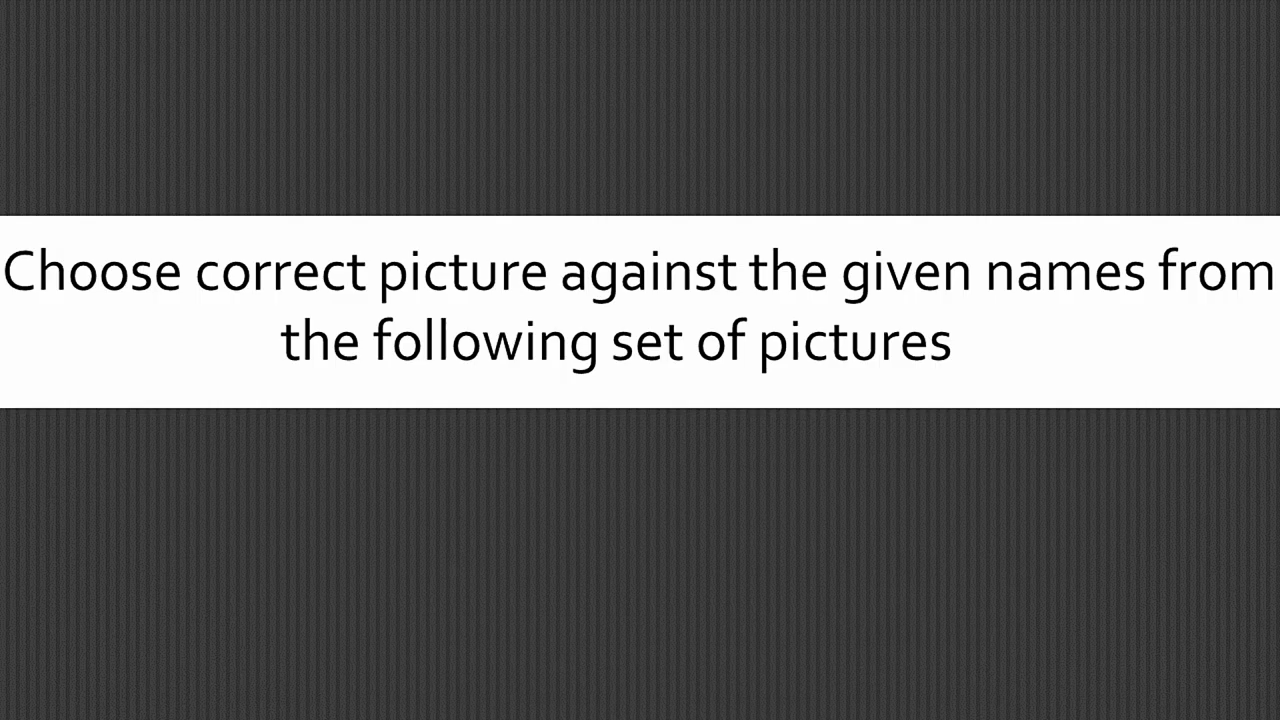 Choose correct picture against the given names from
the following set of pictures